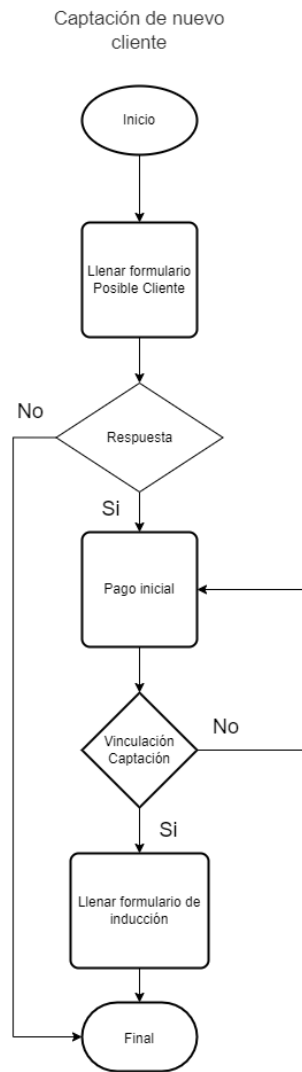 Captación de nuevo
cliente
Inicio
Llenar formulario
Posible Cliente
No
Respuesta
Si
Pago inicial
Vinculación
Captación
No
Si
Llenar formulario de
inducción
Final